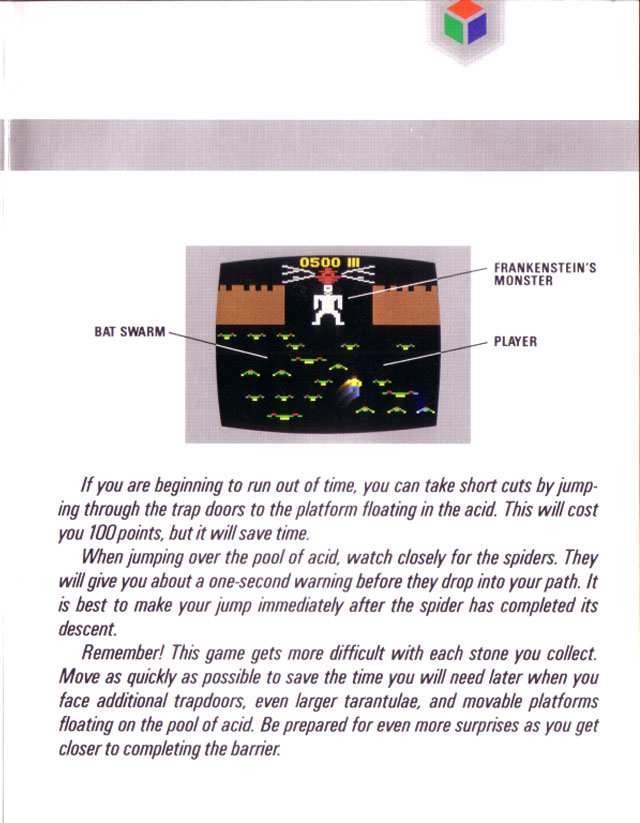 0500 III
FRANKENSTEIN'S
MONSTER
BAT SWARM
PLAYER
If you are beginning to run out of time, you can take short cuts by jump-
ing through the trap doors to the platform floating in the acid. This will cost
you 100 points, but it will save time.
When jumping over the pool of acid, watch closely for the spiders. They
will give you about a one-second warning before they drop into your path. It
is best to make your jump immediately after the spider has completed its
descent.
Remember! This game gets more difficult with each stone you collect.
Move as quickly as possible to save the time you will need later when you
face additional trapdoors, even larger tarantulae, and movable platforms
floating on the pool of acid. Be prepared for even more surprises as you get
closer to completing the barrier.